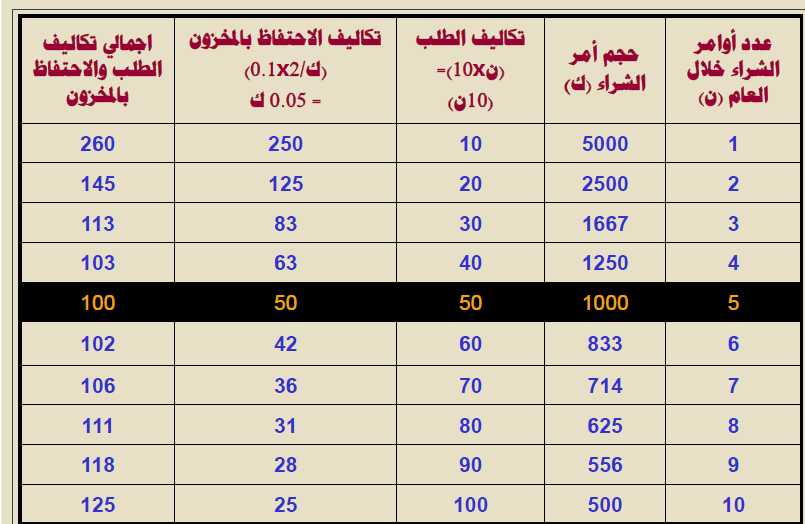 عدد أوامر الشراء خلال العام (ن) | حجم أمر الشراء (ك) | تكاليف الطلب (ن10x)= (10ن) | تكاليف الاحتفاظ بالمخزون (ك/0.1x2) = 0.05 ك | اجمالي تكاليف الطلب والاحتفاظ بالمخزون
1 | 5000 | 10 | 250 | 260
2 | 2500 | 20 | 125 | 145
3 | 1667 | 30 | 83 | 113
4 | 1250 | 40 | 63 | 103
5 | 1000 | 50 | 50 | 100
6 | 833 | 60 | 42 | 102
7 | 714 | 70 | 36 | 106
8 | 625 | 80 | 31 | 111
9 | 556 | 90 | 28 | 118
10 | 500 | 100 | 25 | 125